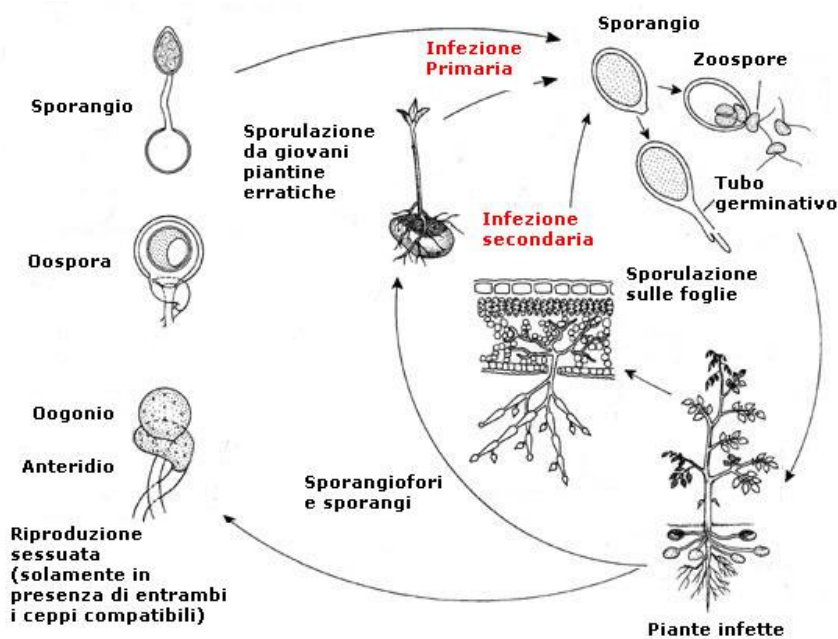 Sporangio
Infezione
Primaria
Zoospore
Sporangio
Sporulazione
da giovani
piantine
erratiche
Tubo
germinativo
Infezione
secondaria
Oospora
Sporulazione
sulle foglie
Oogonio
Anteridio
Sporangiofori
e sporangi
Riproduzione
sessuata
(solamente in
presenza di entrambi
i ceppi compatibili)
Piante infette